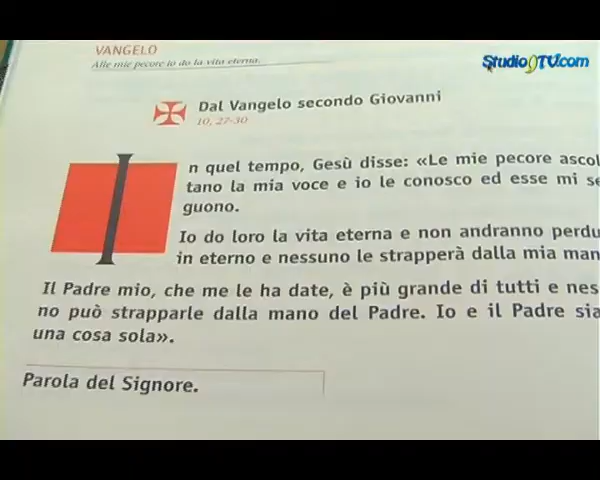 VANGELO
Alle mie pecore io do la vita eterna.
StudioTV.com
Dal Vangelo secondo Giovanni
10, 27-30
In quel tempo, Gesù disse: «Le mie pecore ascol
tano la mia voce e io le conosco ed esse mi se
guono.
Io do loro la vita eterna e non andranno perdu
in eterno e nessuno le strapperà dalla mia man
Il Padre mio, che me le ha date, è più grande di tutti e nes
no può strapparle dalla mano del Padre. Io e il Padre sia
una cosa sola».
Parola del Signore.